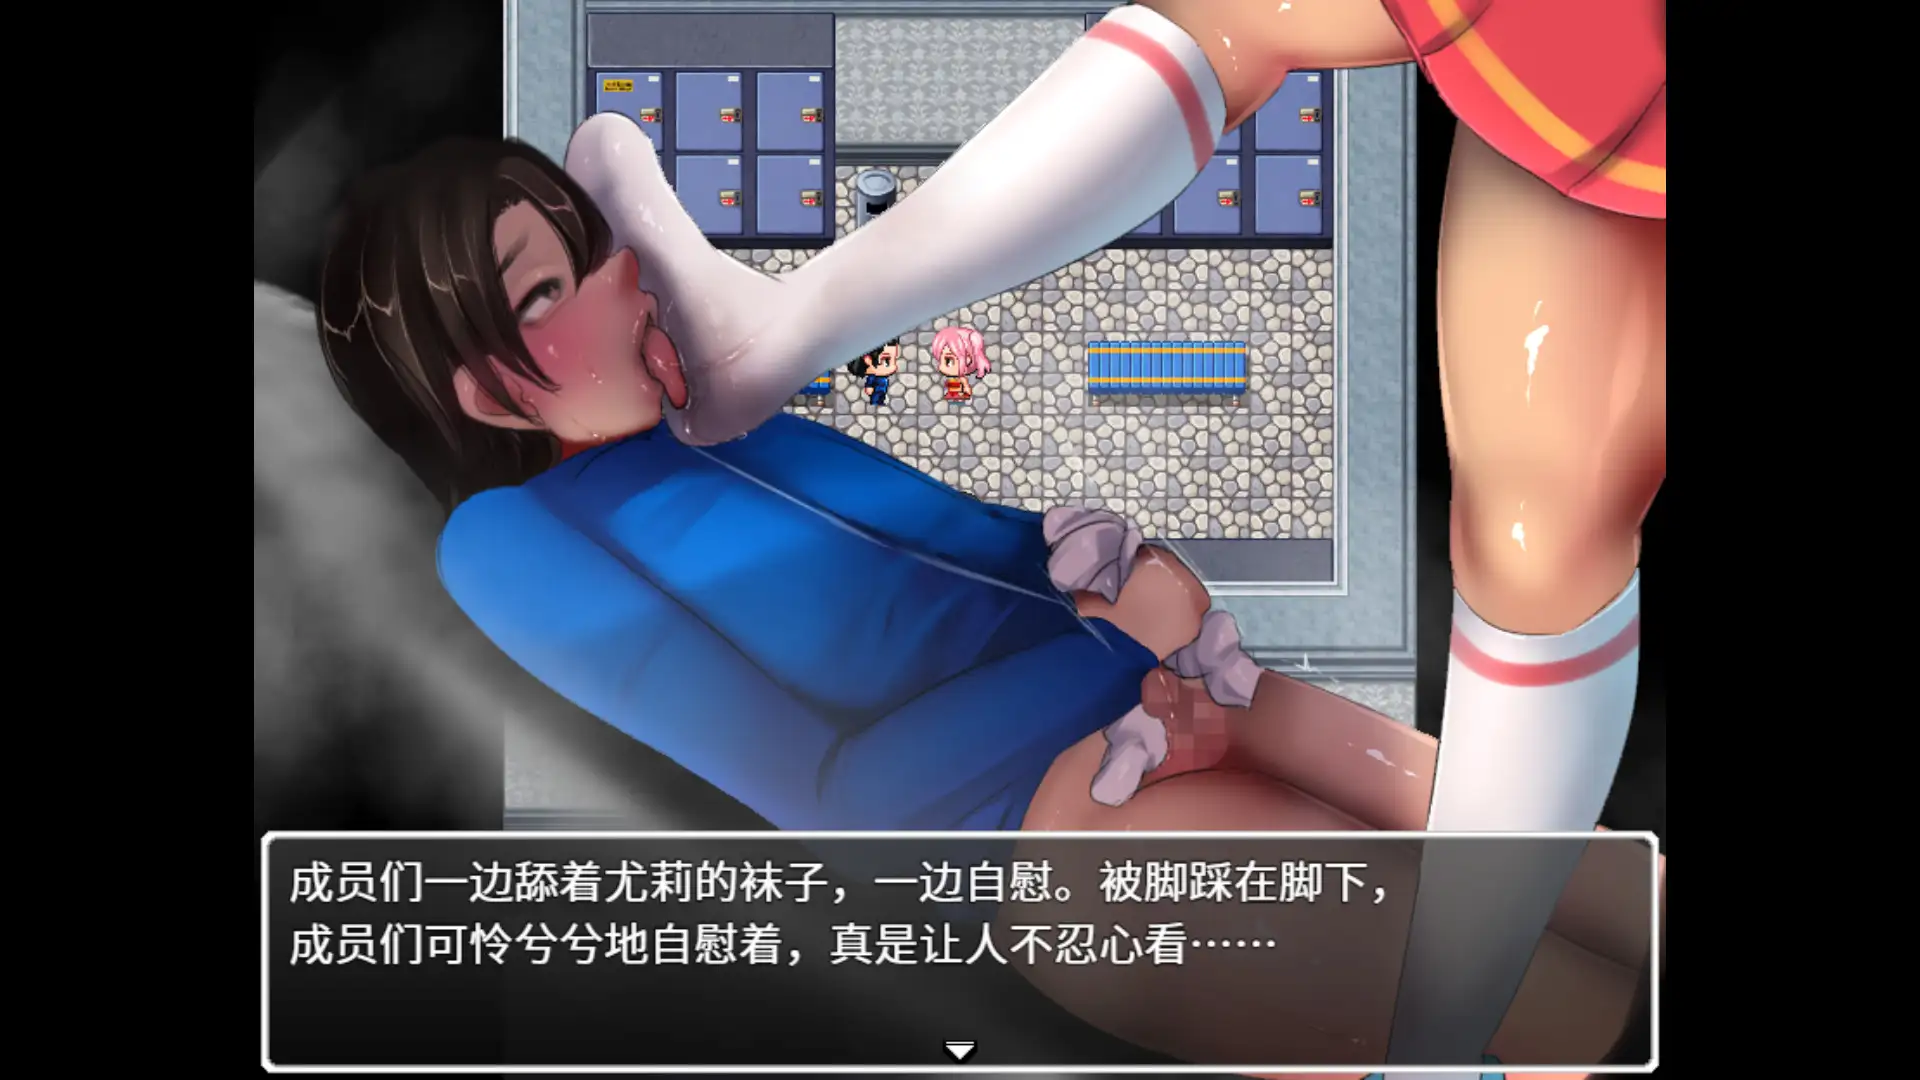 成员们一边舔着尤莉的袜子，一边自慰。被脚踩在脚下，
成员们可怜兮兮地自慰着，真是让人不忍心看……